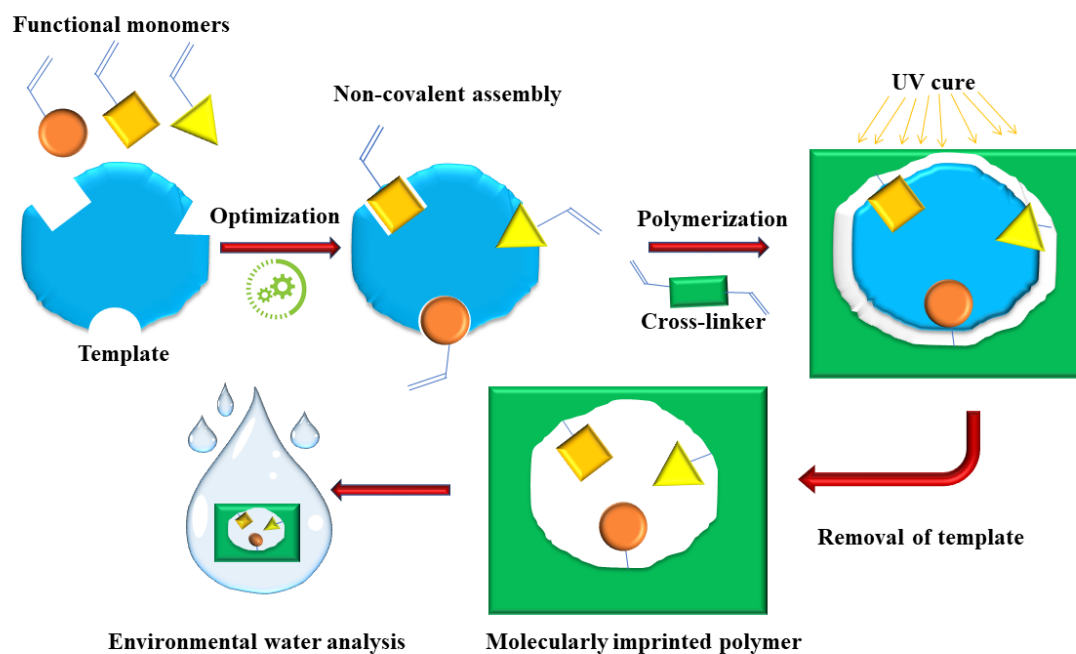 Functional monomers
Non-covalent assembly
UV cure
Optimization
Polymerization
Cross-linker
Template
Removal of template
Environmental water analysis
Molecularly imprinted polymer